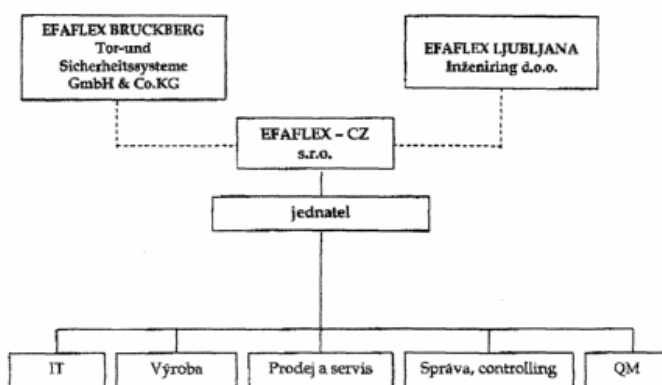 EFAFLEX BRUCKBERG
Tor-und
Sicherheitssysteme
GmbH & Co.KG
EFAFLEX LJUBLJANA
Inženiring d.o.o.
EFAFLEX – CZ
s.r.o.
jednatel
IT
Výroba
Prodej a servis
Správa, controlling
QM